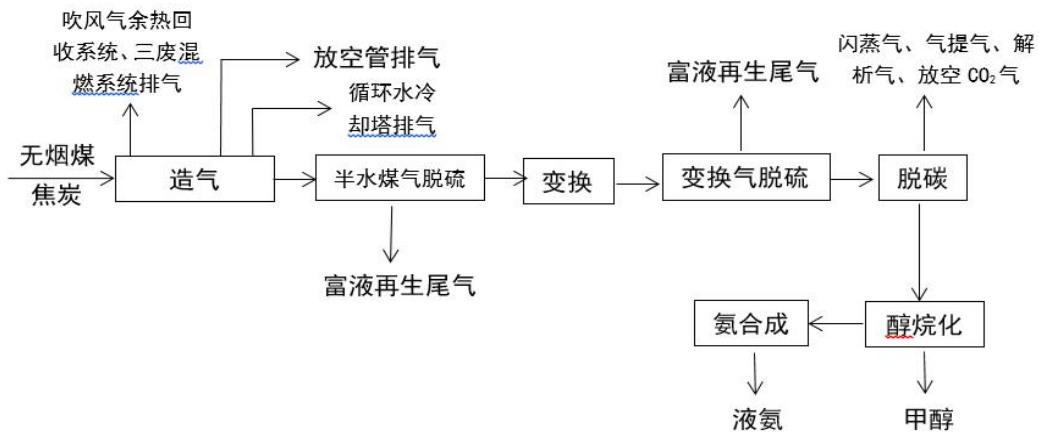 吹风气余热回
收系统、三废混
燃系统排气
放空管排气
循环水冷
却塔排气
富液再生尾气
闪蒸气、气提气、解
析气、放空 CO₂气
无烟煤
焦炭
造气
半水煤气脱硫
变换
变换气脱硫
脱碳
富液再生尾气
氨合成
醇烷化
液氨
甲醇